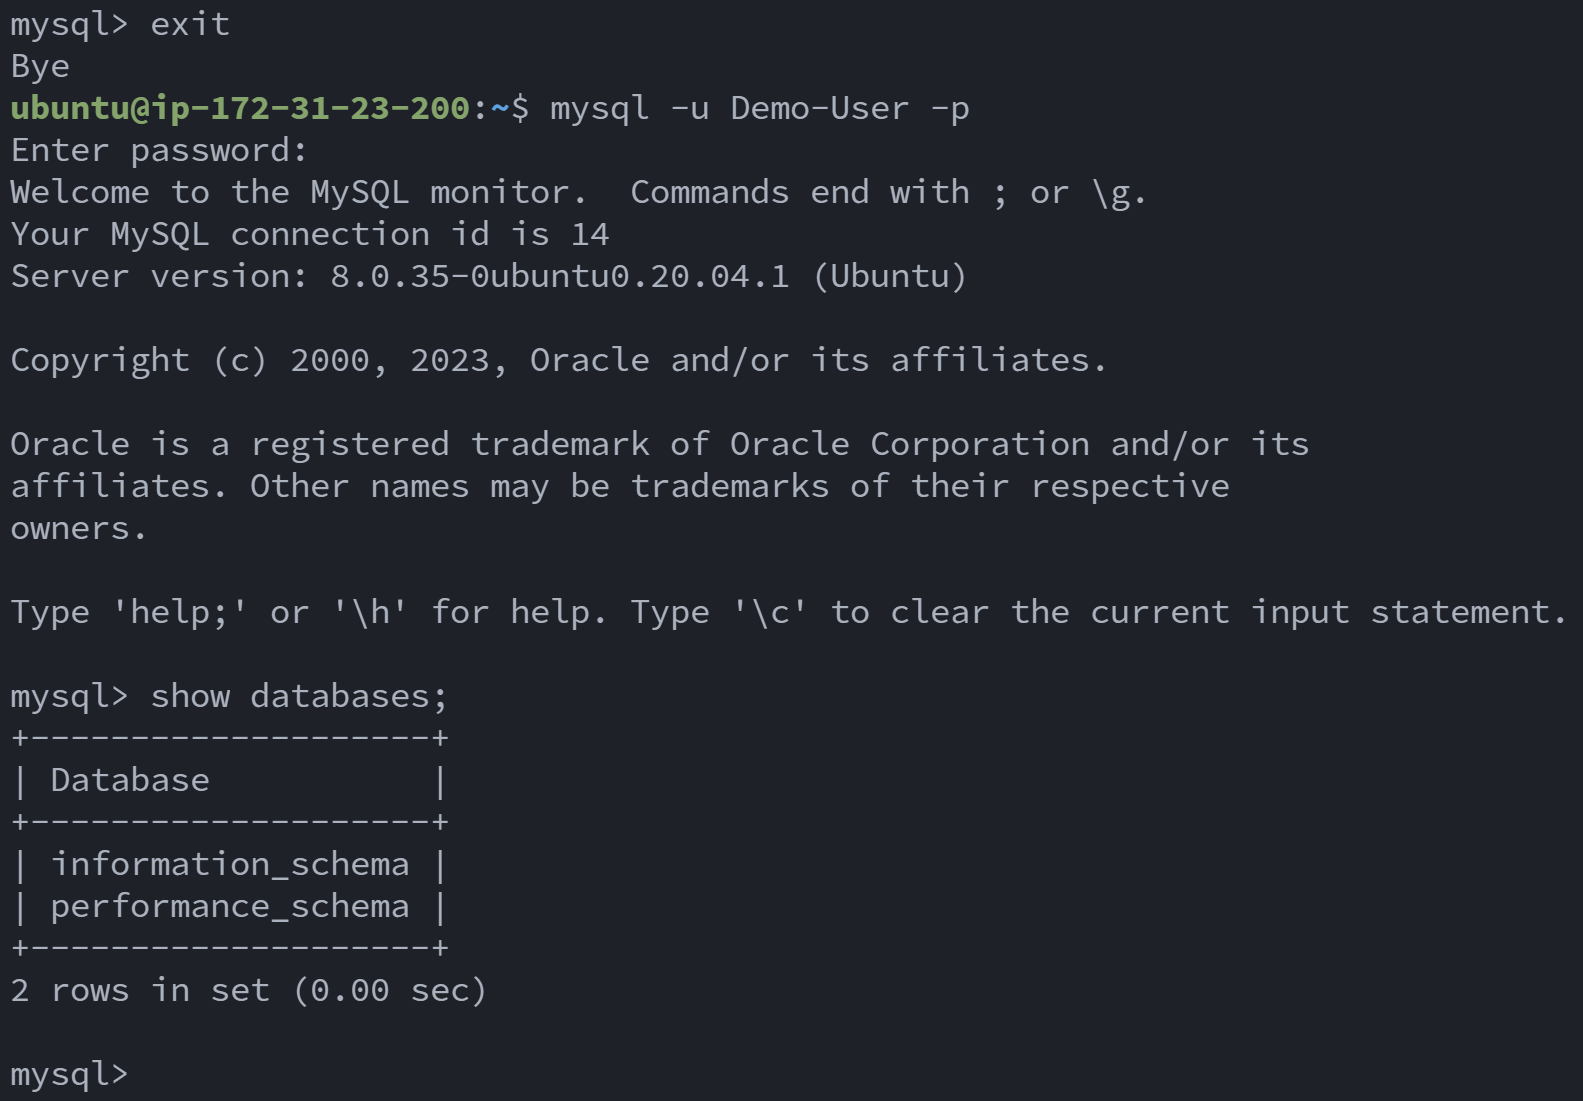 mysql> exit
Bye
ubuntu@ip-172-31-23-200:~$ mysql -u Demo-User -p
Enter password:
Welcome to the MySQL monitor.  Commands end with ; or \g.
Your MySQL connection id is 14
Server version: 8.0.35-0ubuntu0.20.04.1 (Ubuntu)

Copyright (c) 2000, 2023, Oracle and/or its affiliates.

Oracle is a registered trademark of Oracle Corporation and/or its
affiliates. Other names may be trademarks of their respective
owners.

Type 'help;' or '\h' for help. Type '\c' to clear the current input statement.

mysql> show databases;
+--------------------+
| Database           |
+--------------------+
| information_schema |
| performance_schema |
+--------------------+
2 rows in set (0.00 sec)

mysql>